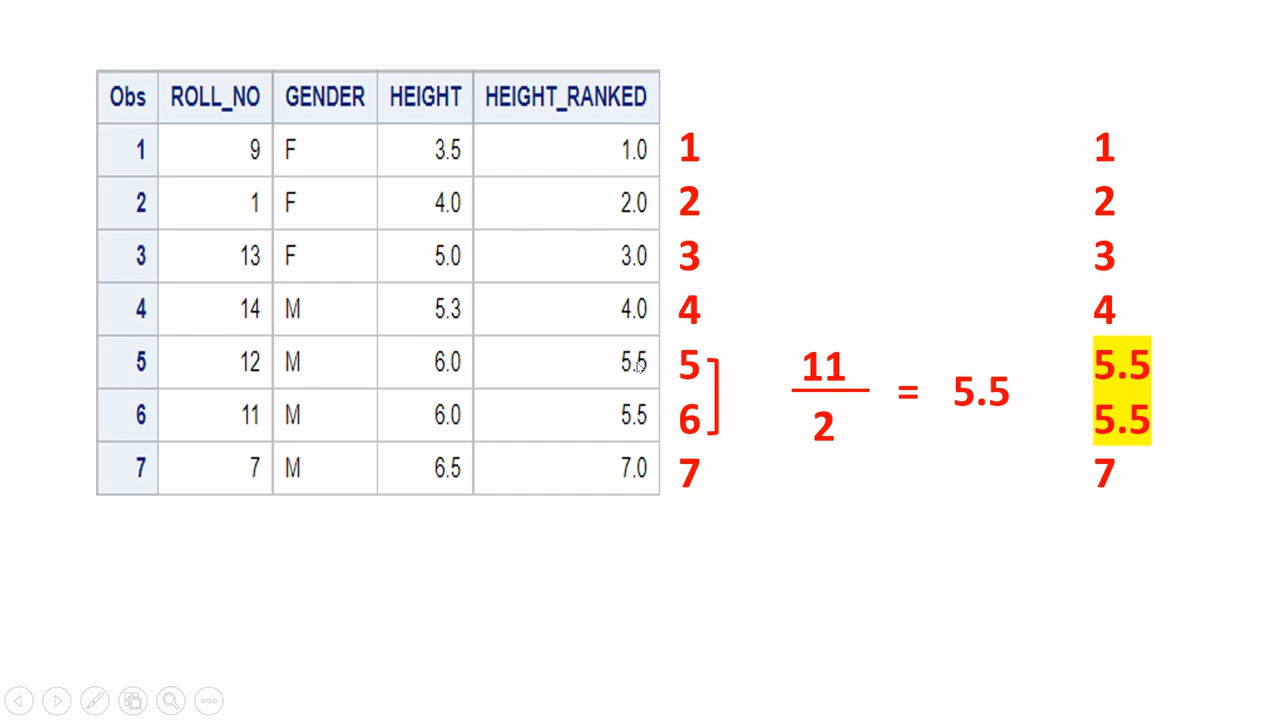 Obs ROLL_NO GENDER HEIGHT HEIGHT_RANKED
1 9 F 3.5 1.0 1 1
2 1 F 4.0 2.0 2 2
3 13 F 5.0 3.0 3 3
4 14 M 5.3 4.0 4 4
5 12 M 6.0 5.5 5 11 5.5
= 5.5
6 11 M 6.0 5.5 6 2 5.5
7 7 M 6.5 7.0 7 7